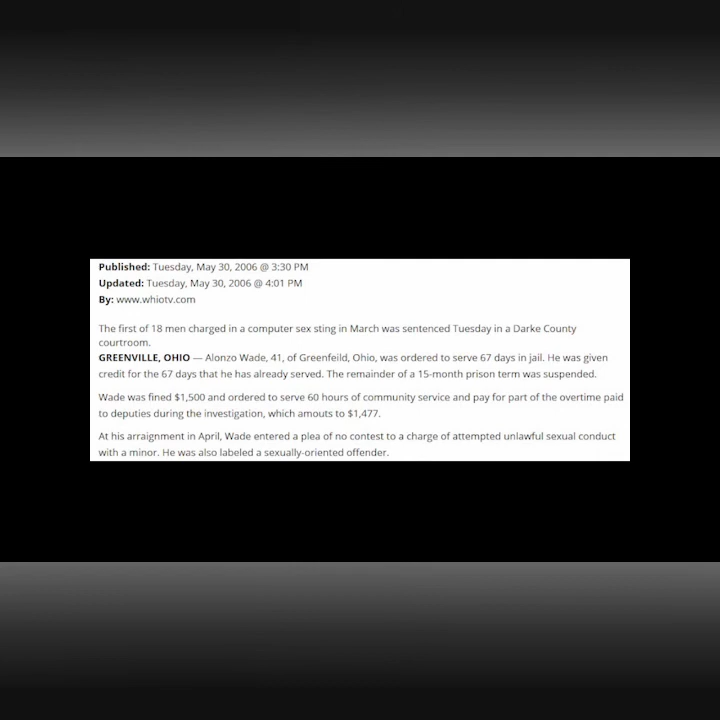 Published: Tuesday, May 30, 2006 @ 3:30 PM
Updated: Tuesday, May 30, 2006 @ 4:01 PM
By: www.whiotv.com
The first of 18 men charged in a computer sex sting in March was sentenced Tuesday in a Darke County
courtroom.
GREENVILLE, OHIO — Alonzo Wade, 41, of Greenfeild, Ohio, was ordered to serve 67 days in jail. He was given
credit for the 67 days that he has already served. The remainder of a 15-month prison term was suspended.
Wade was fined $1,500 and ordered to serve 60 hours of community service and pay for part of the overtime paid
to deputies during the investigation, which amouts to $1,477.
At his arraignment in April, Wade entered a plea of no contest to a charge of attempted unlawful sexual conduct
with a minor. He was also labeled a sexually-oriented offender.